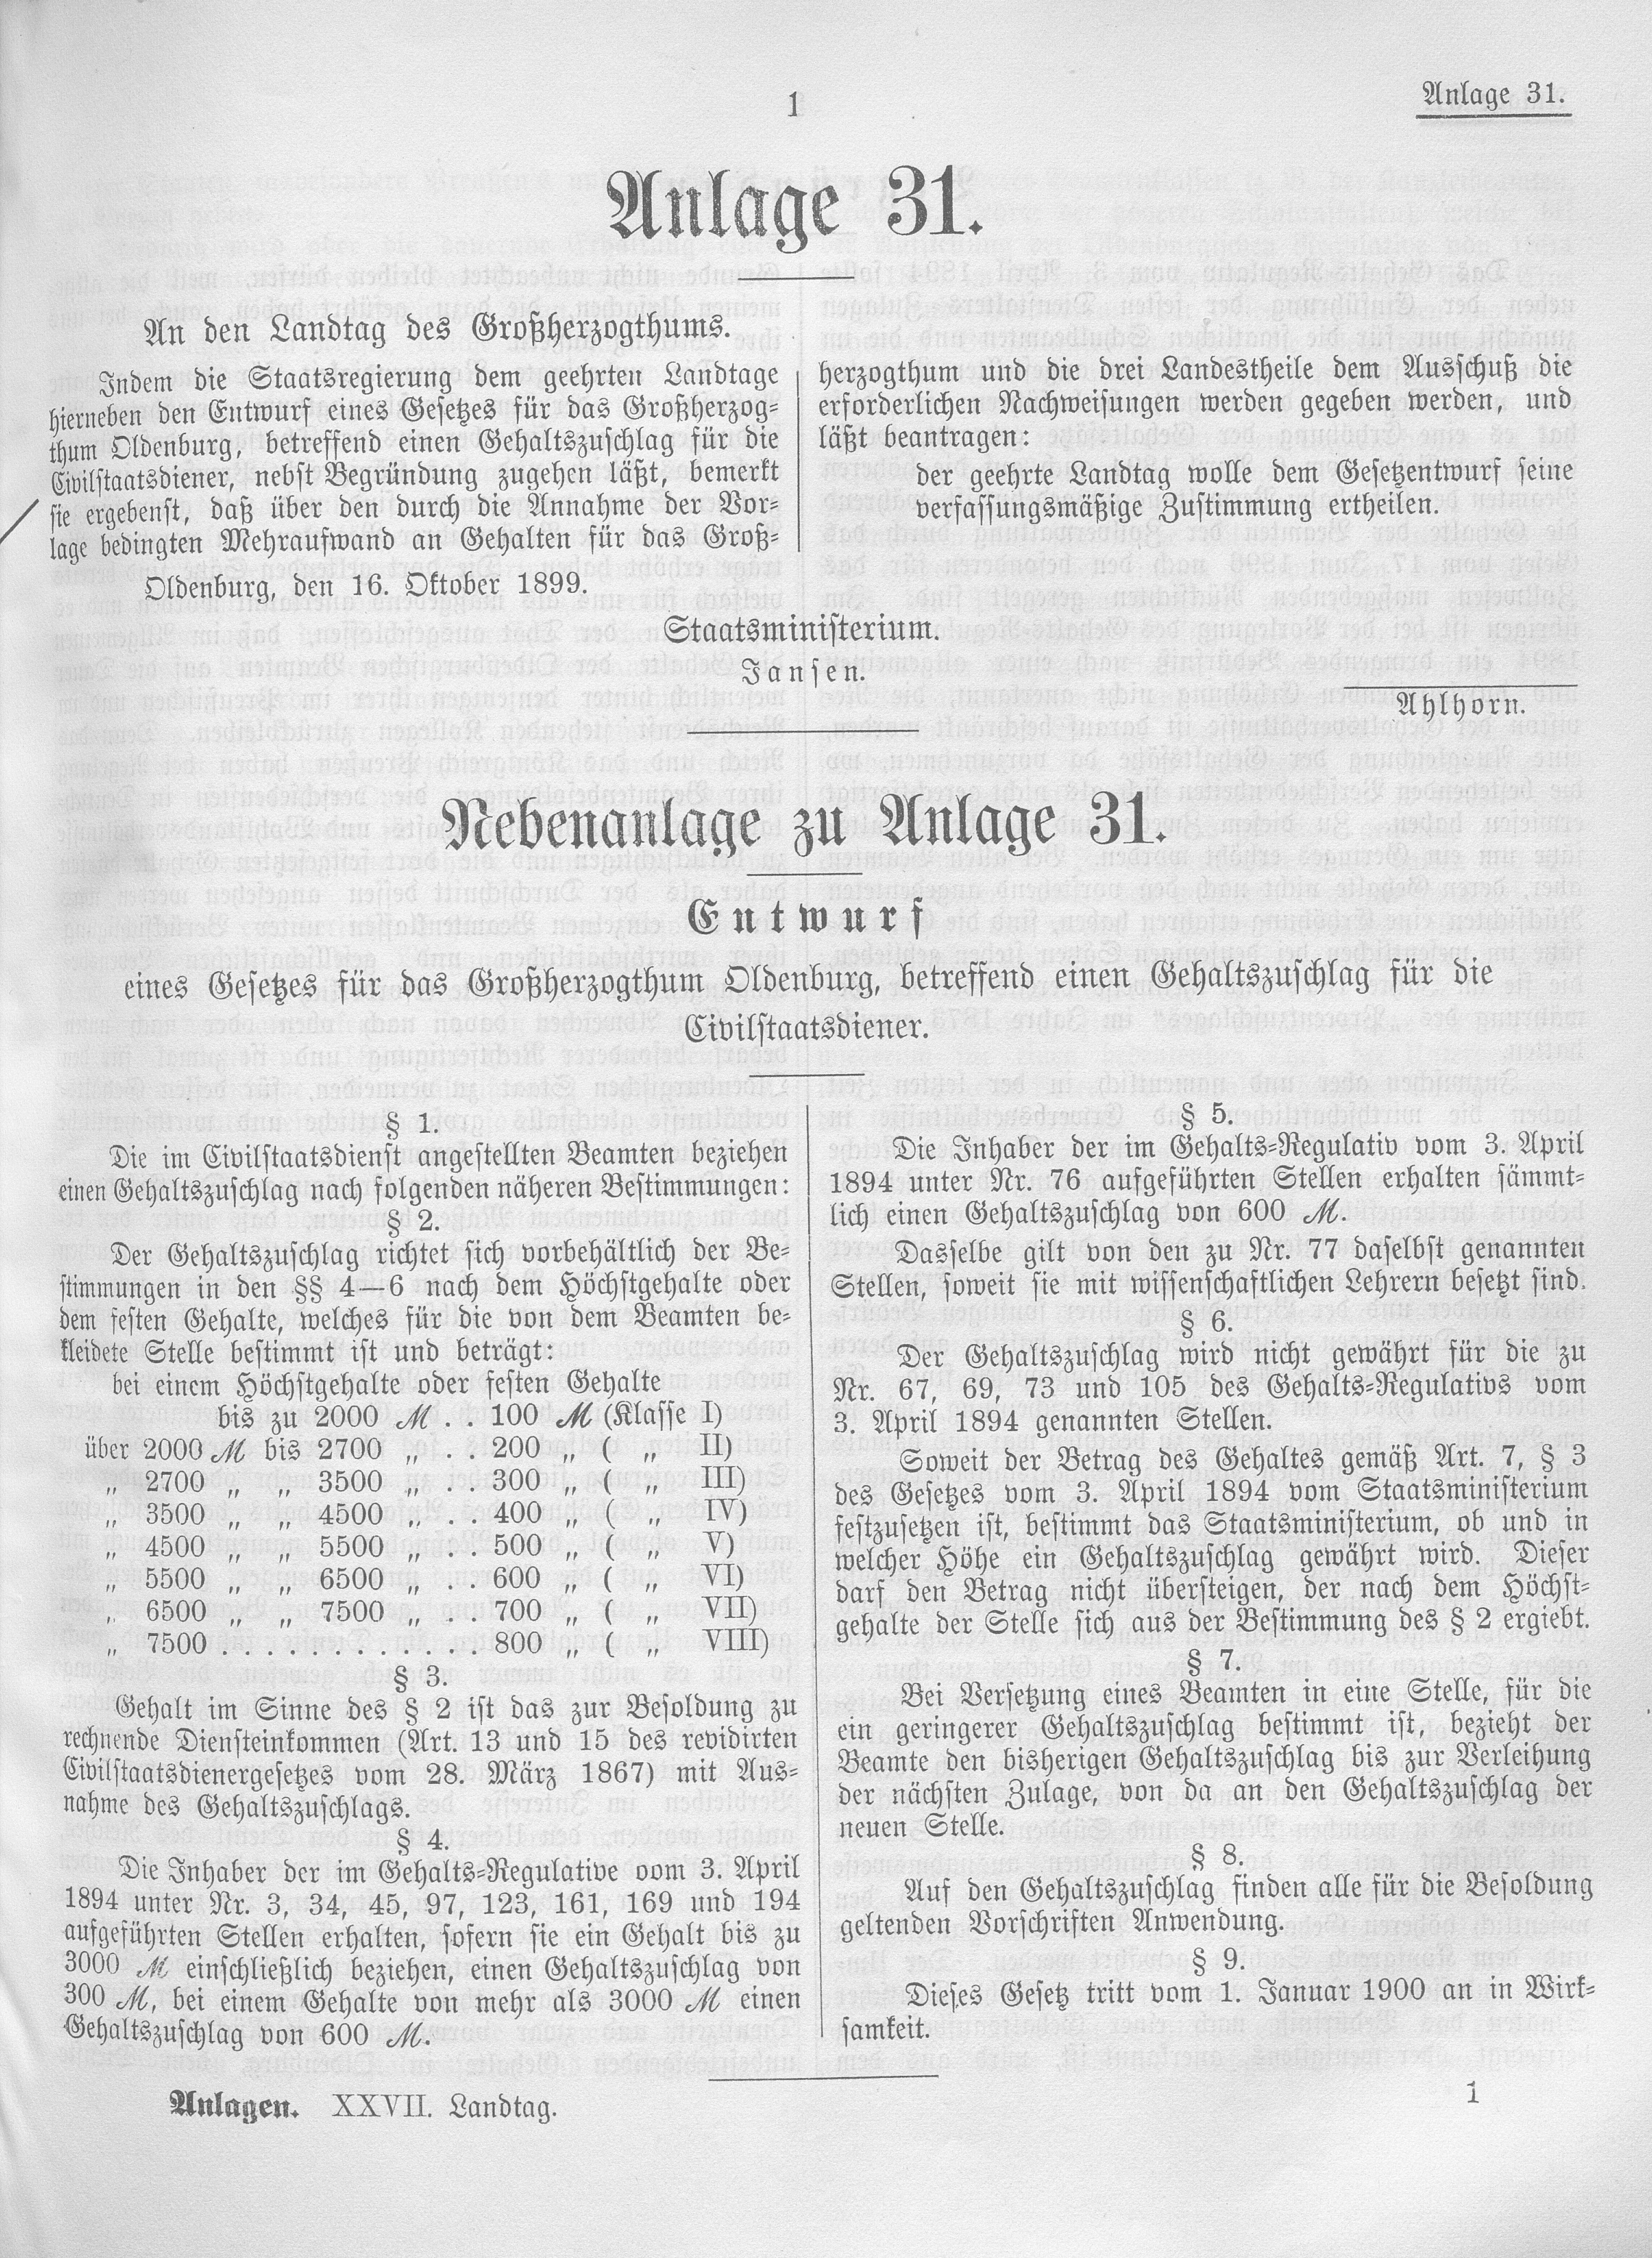 1
Anlage 31.
Anlage 31.
An den Landtag des Großherzogthums.
Indem die Staatsregierung dem geehrten Landtage
hierneben den Entwurf eines Gesetzes für das Großherzog=
thum Oldenburg, betreffend einen Gehaltszuschlag für die
Civilstaatsdiener, nebst Begründung zugehen läßt, bemerkt
sie ergebenst, daß über den durch die Annahme der Vor=
lage bedingten Mehraufwand an Gehalten für das Groß=
herzogthum und die drei Landestheile dem Ausschuß die
erforderlichen Nachweisungen werden gegeben werden, und
läßt beantragen:
der geehrte Landtag wolle dem Gesetzentwurf seine
verfassungsmäßige Zustimmung ertheilen.
Oldenburg, den 16. Oktober 1899.
Staatsministerium.
Jansen.
Ahlhorn.
Nebenanlage zu Anlage 31.
Entwurf
eines Gesetzes für das Großherzogthum Oldenburg, betreffend einen Gehaltszuschlag für die
Civilstaatsdiener.
§ 1.
Die im Civilstaatsdienst angestellten Beamten beziehen
einen Gehaltszuschlag nach folgenden näheren Bestimmungen:
§ 2.
Der Gehaltszuschlag richtet sich vorbehältlich der Be=
stimmungen in den §§ 4—6 nach dem Höchstgehalte oder
dem festen Gehalte, welches für die von dem Beamten be=
kleidete Stelle bestimmt ist und beträgt:
bei einem Höchstgehalte oder festen Gehalte
bis zu 2000 ℳ . . 100 ℳ (Klasse I)
über 2000 ℳ bis 2700 „ . . 200 „ ( „ II)
„ 2700 „ „ 3500 „ . . 300 „ ( „ III)
„ 3500 „ „ 4500 „ . . 400 „ ( „ IV)
„ 4500 „ „ 5500 „ . . 500 „ ( „ V)
„ 5500 „ „ 6500 „ . . 600 „ ( „ VI)
„ 6500 „ „ 7500 „ . . 700 „ ( „ VII)
„ 7500 . . . . . . . . . . . . 800 „ ( „ VIII)
§ 3.
Gehalt im Sinne des § 2 ist das zur Besoldung zu
rechnende Diensteinkommen (Art. 13 und 15 des revidirten
Civilstaatsdienergesetzes vom 28. März 1867) mit Aus=
nahme des Gehaltszuschlags.
§ 4.
Die Inhaber der im Gehalts=Regulative vom 3. April
1894 unter Nr. 3, 34, 45, 97, 123, 161, 169 und 194
aufgeführten Stellen erhalten, sofern sie ein Gehalt bis zu
3000 ℳ einschließlich beziehen, einen Gehaltszuschlag von
300 ℳ, bei einem Gehalte von mehr als 3000 ℳ einen
Gehaltszuschlag von 600 ℳ.
§ 5.
Die Inhaber der im Gehalts=Regulativ vom 3. April
1894 unter Nr. 76 aufgeführten Stellen erhalten sämmt=
lich einen Gehaltszuschlag von 600 ℳ.
Dasselbe gilt von den zu Nr. 77 daselbst genannten
Stellen, soweit sie mit wissenschaftlichen Lehrern besetzt sind.
§ 6.
Der Gehaltszuschlag wird nicht gewährt für die zu
Nr. 67, 69, 73 und 105 des Gehalts=Regulativs vom
3. April 1894 genannten Stellen.
Soweit der Betrag des Gehaltes gemäß Art. 7, § 3
des Gesetzes vom 3. April 1894 vom Staatsministerium
festzusetzen ist, bestimmt das Staatsministerium, ob und in
welcher Höhe ein Gehaltszuschlag gewährt wird. Dieser
darf den Betrag nicht übersteigen, der nach dem Höchst=
gehalte der Stelle sich aus der Bestimmung des § 2 ergiebt.
§ 7.
Bei Versetzung eines Beamten in eine Stelle, für die
ein geringerer Gehaltszuschlag bestimmt ist, bezieht der
Beamte den bisherigen Gehaltszuschlag bis zur Verleihung
der nächsten Zulage, von da an den Gehaltszuschlag der
neuen Stelle.
§ 8.
Auf den Gehaltszuschlag finden alle für die Besoldung
geltenden Vorschriften Anwendung.
§ 9.
Dieses Gesetz tritt vom 1. Januar 1900 an in Wirk=
samkeit.
Anlagen. XXVII. Landtag.
1